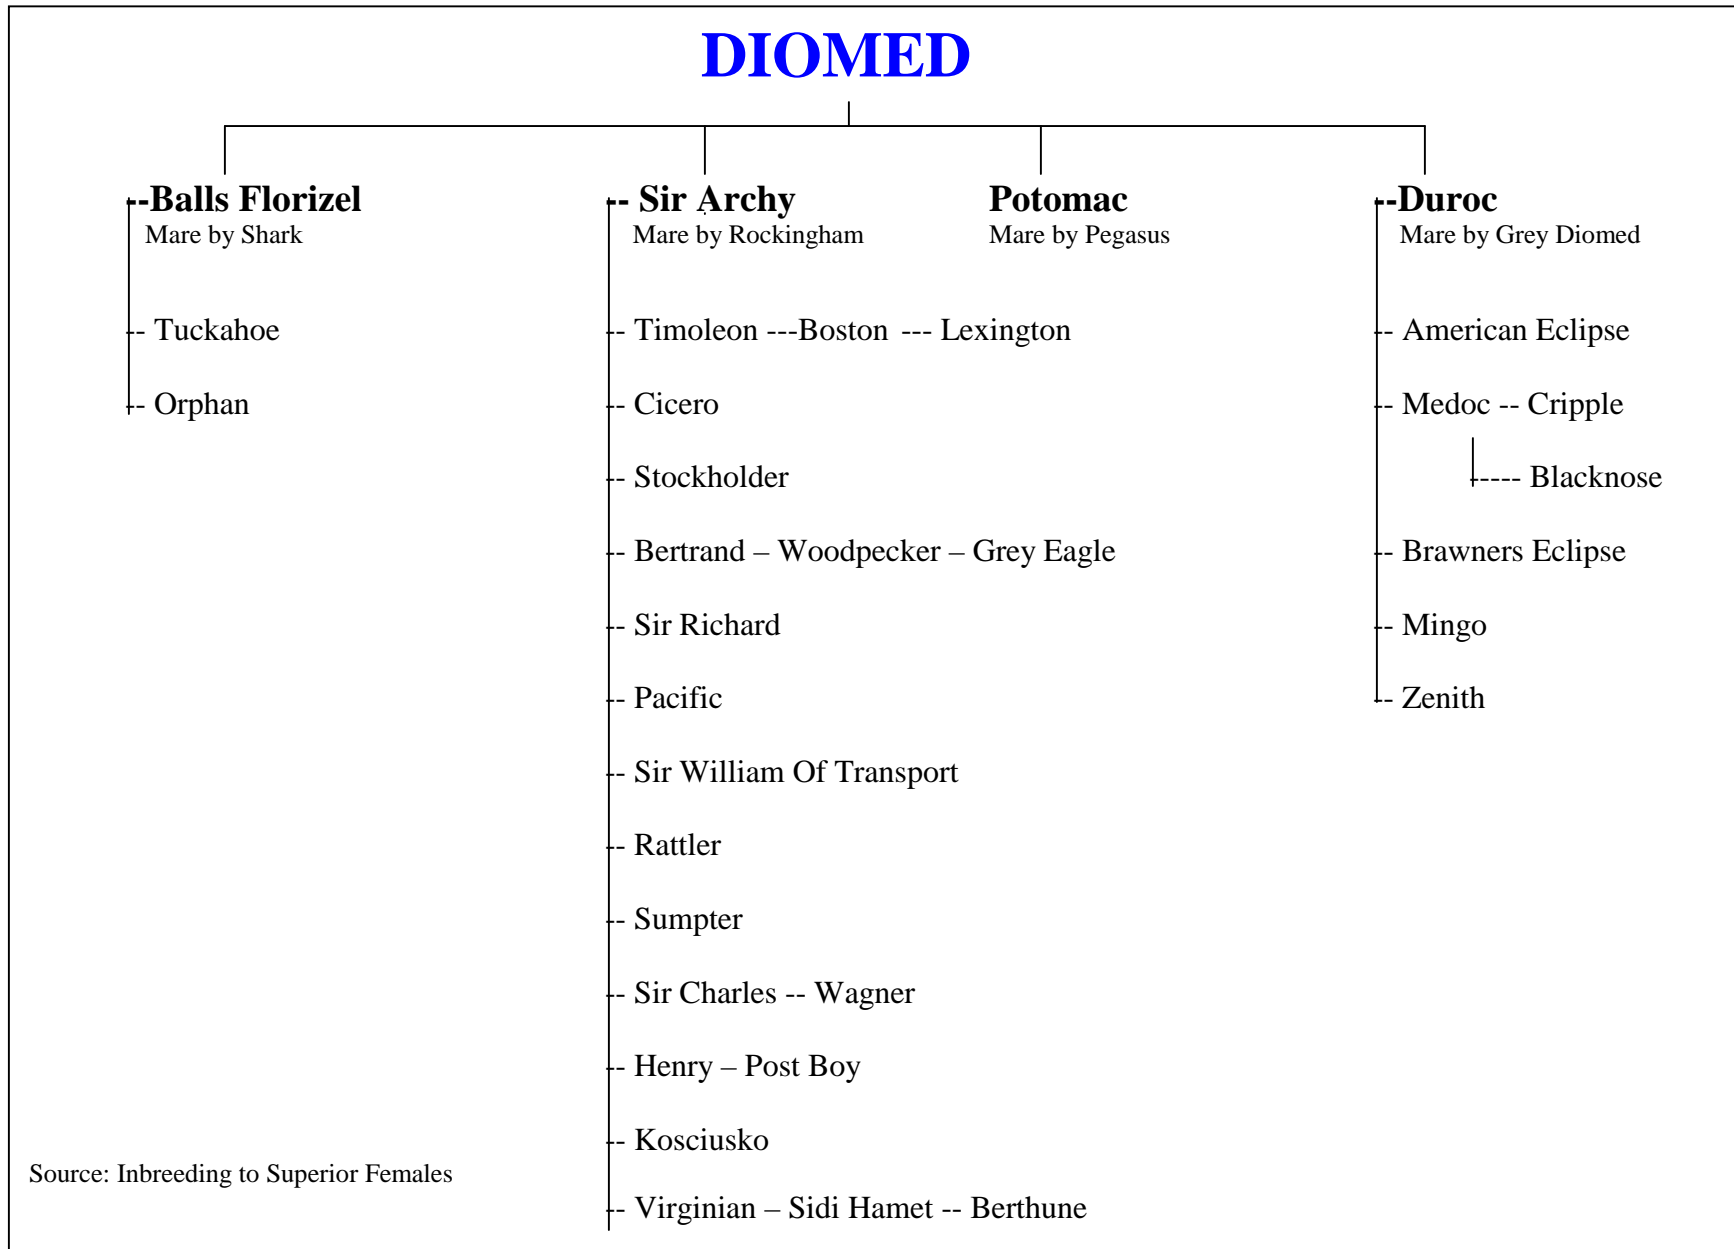 DIOMED
--Balls Florizel -- Sir Archy Potomac --Duroc
Mare by Shark Mare by Rockingham Mare by Pegasus Mare by Grey Diomed
-- Tuckahoe -- Timoleon ---Boston --- Lexington -- American Eclipse
-- Orphan -- Cicero -- Medoc -- Cripple
-- Stockholder ----- Blacknose
-- Bertrand – Woodpecker – Grey Eagle -- Brawners Eclipse
-- Sir Richard -- Mingo
-- Pacific -- Zenith
-- Sir William Of Transport
-- Rattler
-- Sumpter
-- Sir Charles -- Wagner
-- Henry – Post Boy
-- Kosciusko
Source: Inbreeding to Superior Females
-- Virginian – Sidi Hamet -- Berthune